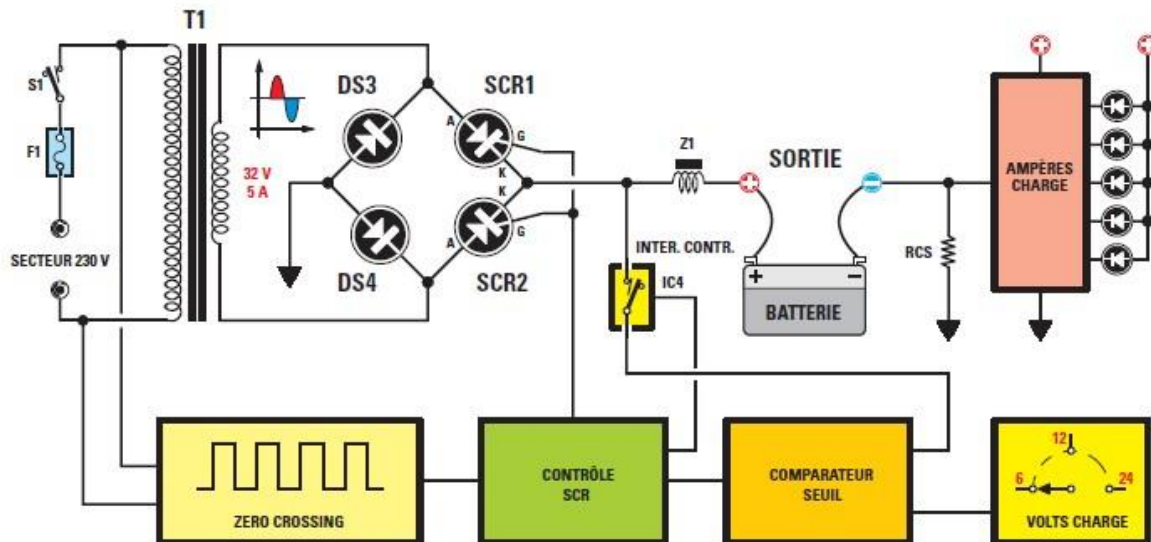 T1
S1
F1
SECTEUR 230 V
32 V
5 A
DS3
SCR1
A
G
K
K
A
G
DS4
SCR2
Z1
SORTIE
+
–
INTER. CONTR.
IC4
+
–
BATTERIE
RCS
+
+
AMPÈRES
CHARGE
ZERO CROSSING
CONTRÔLE
SCR
COMPARATEUR
SEUIL
12
6
24
VOLTS CHARGE